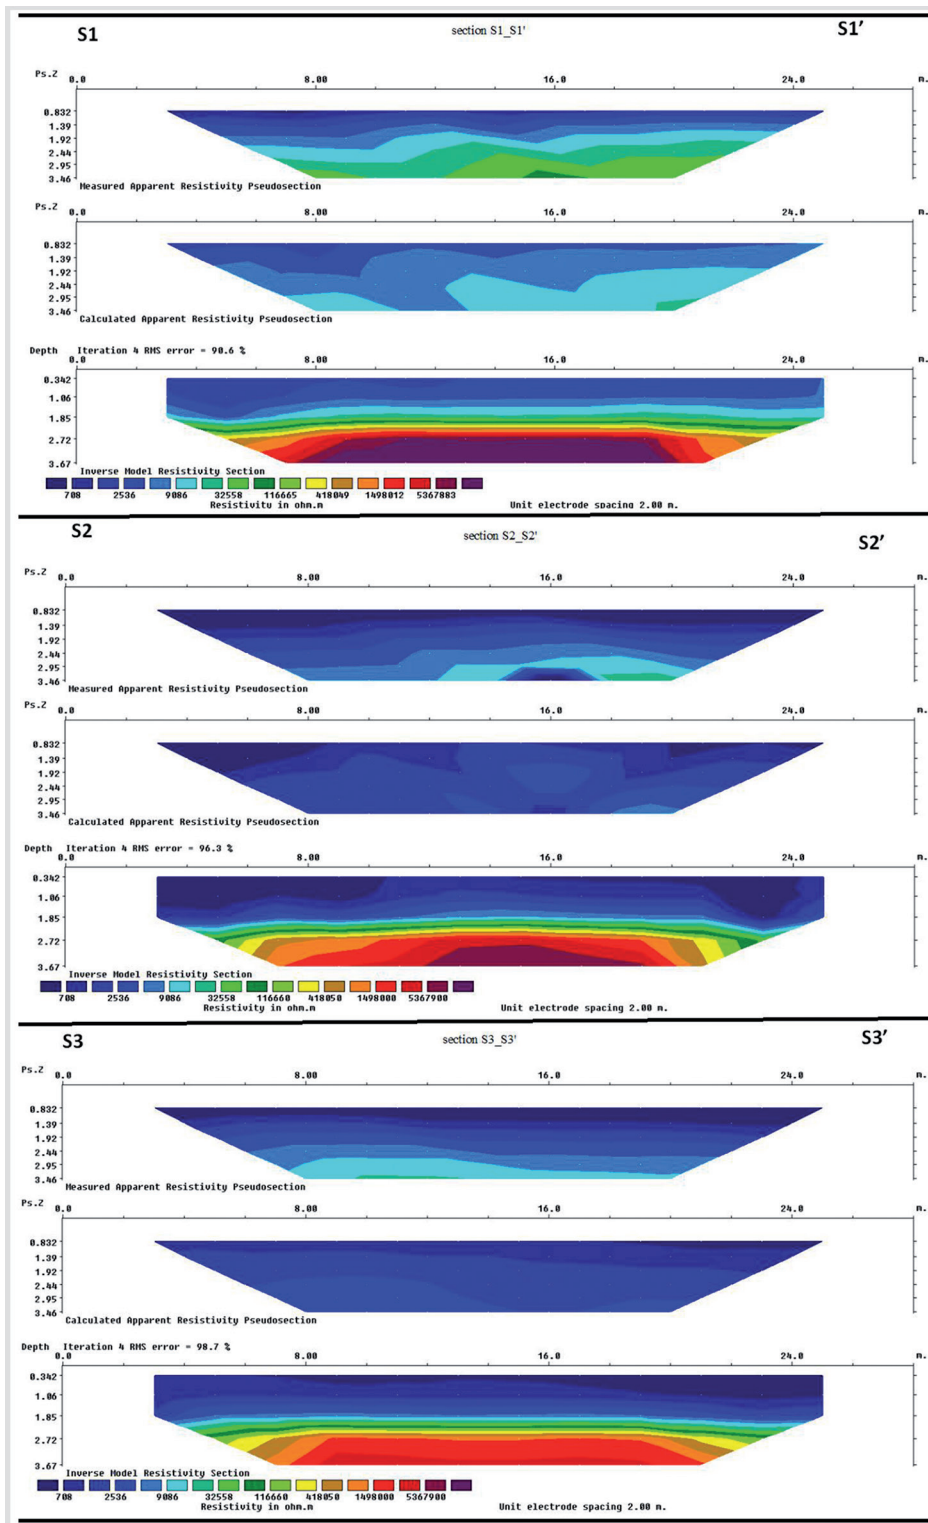 S1 section S1_S1' S1'
Ps.Z 0.0 8.00 16.0 24.0 m.
0.832
1.39
1.92
2.44
2.95
3.46
Measured Apparent Resistivity Pseudosection
Ps.Z 0.0 8.00 16.0 24.0 m.
0.832
1.39
1.92
2.44
2.95
3.46
Calculated Apparent Resistivity Pseudosection
Depth Iteration 4 RMS error = 90.6 %
0.0 8.00 16.0 24.0 m.
0.342
1.06
1.85
2.72
3.67
Inverse Model Resistivity Section
708 2536 9086 32558 116665 418049 1498012 5367883
Resistivity in ohm.m Unit electrode spacing 2.00 m.
S2 section S2_S2' S2'
Ps.Z 0.0 8.00 16.0 24.0 m.
0.832
1.39
1.92
2.44
2.95
3.46
Measured Apparent Resistivity Pseudosection
Ps.Z 0.0 8.00 16.0 24.0 m.
0.832
1.39
1.92
2.44
2.95
3.46
Calculated Apparent Resistivity Pseudosection
Depth Iteration 4 RMS error = 96.3 %
0.0 8.00 16.0 24.0 m.
0.342
1.06
1.85
2.72
3.67
Inverse Model Resistivity Section
708 2536 9086 32558 116660 418050 1498000 5367900
Resistivity in ohm.m Unit electrode spacing 2.00 m.
S3 section S3_S3' S3'
Ps.Z 0.0 8.00 16.0 24.0 m.
0.832
1.39
1.92
2.44
2.95
3.46
Measured Apparent Resistivity Pseudosection
Ps.Z 0.0 8.00 16.0 24.0 m.
0.832
1.39
1.92
2.44
2.95
3.46
Calculated Apparent Resistivity Pseudosection
Depth Iteration 4 RMS error = 98.7 %
0.0 8.00 16.0 24.0 m.
0.342
1.06
1.85
2.72
3.67
Inverse Model Resistivity Section
708 2536 9086 32558 116660 418050 1498000 5367900
Resistivity in ohm.m Unit electrode spacing 2.00 m.